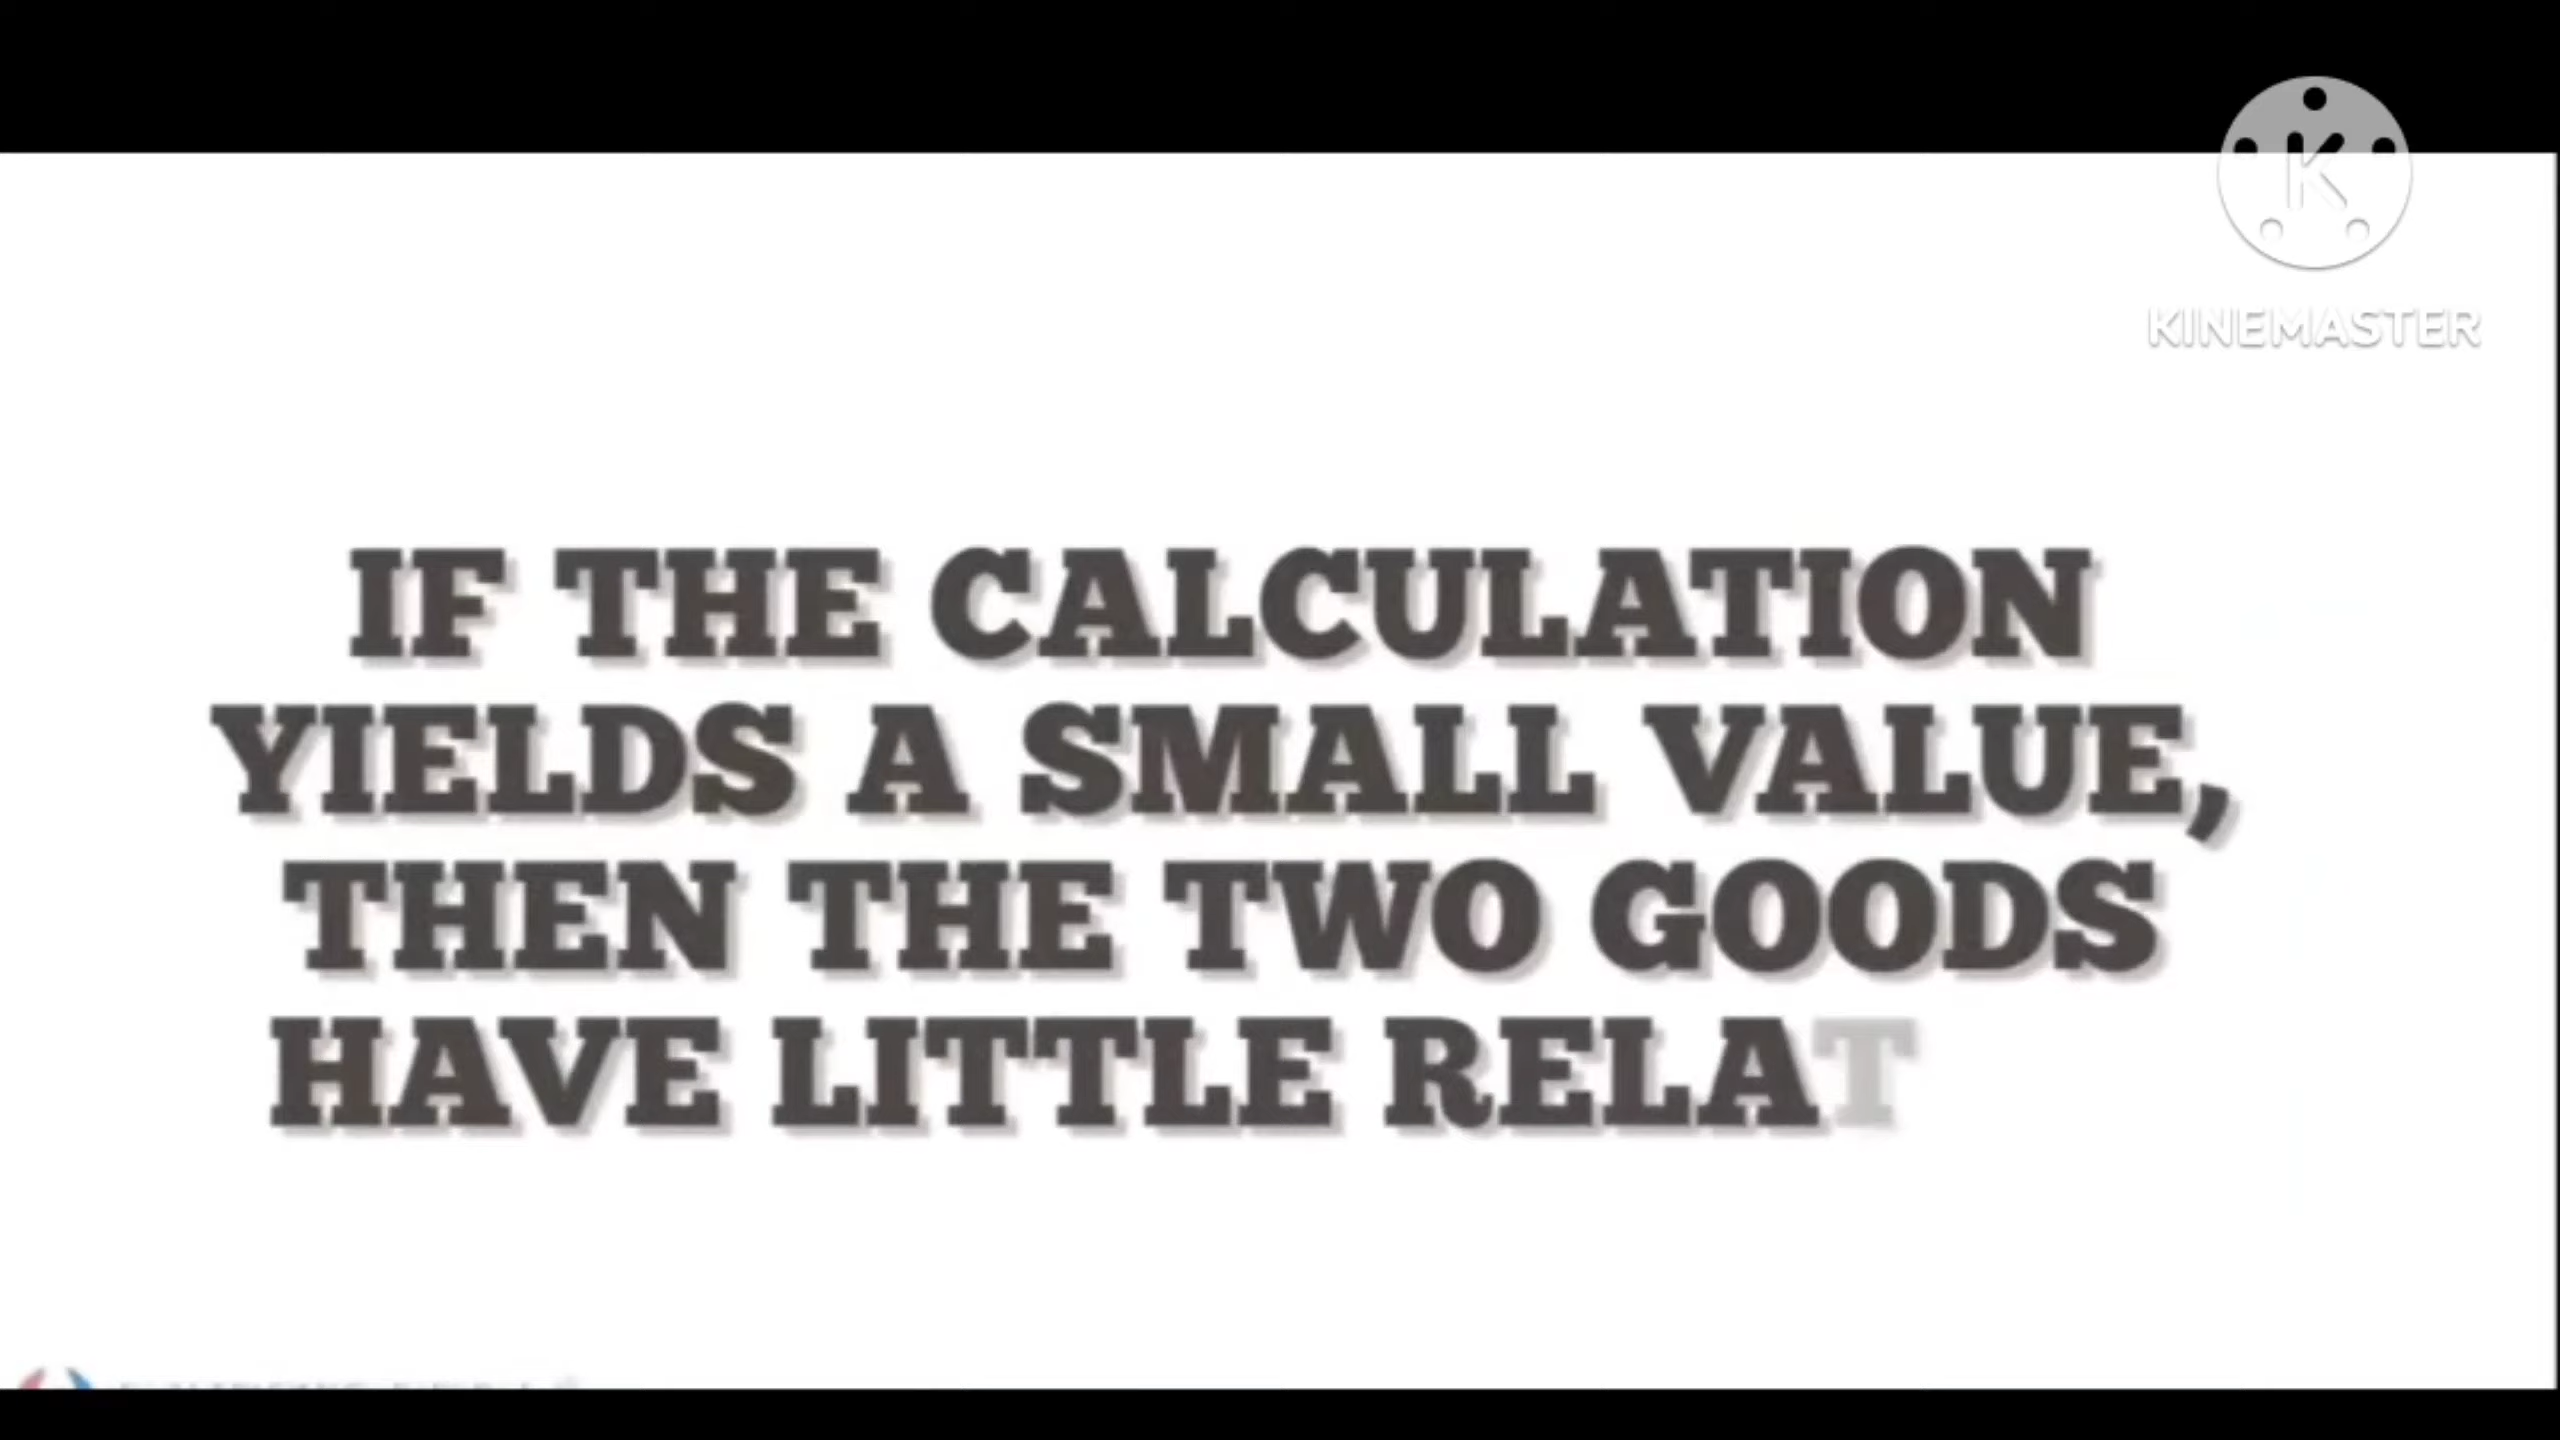 KINEMASTER
IF THE CALCULATION
YIELDS A SMALL VALUE,
THEN THE TWO GOODS
HAVE LITTLE RELAT